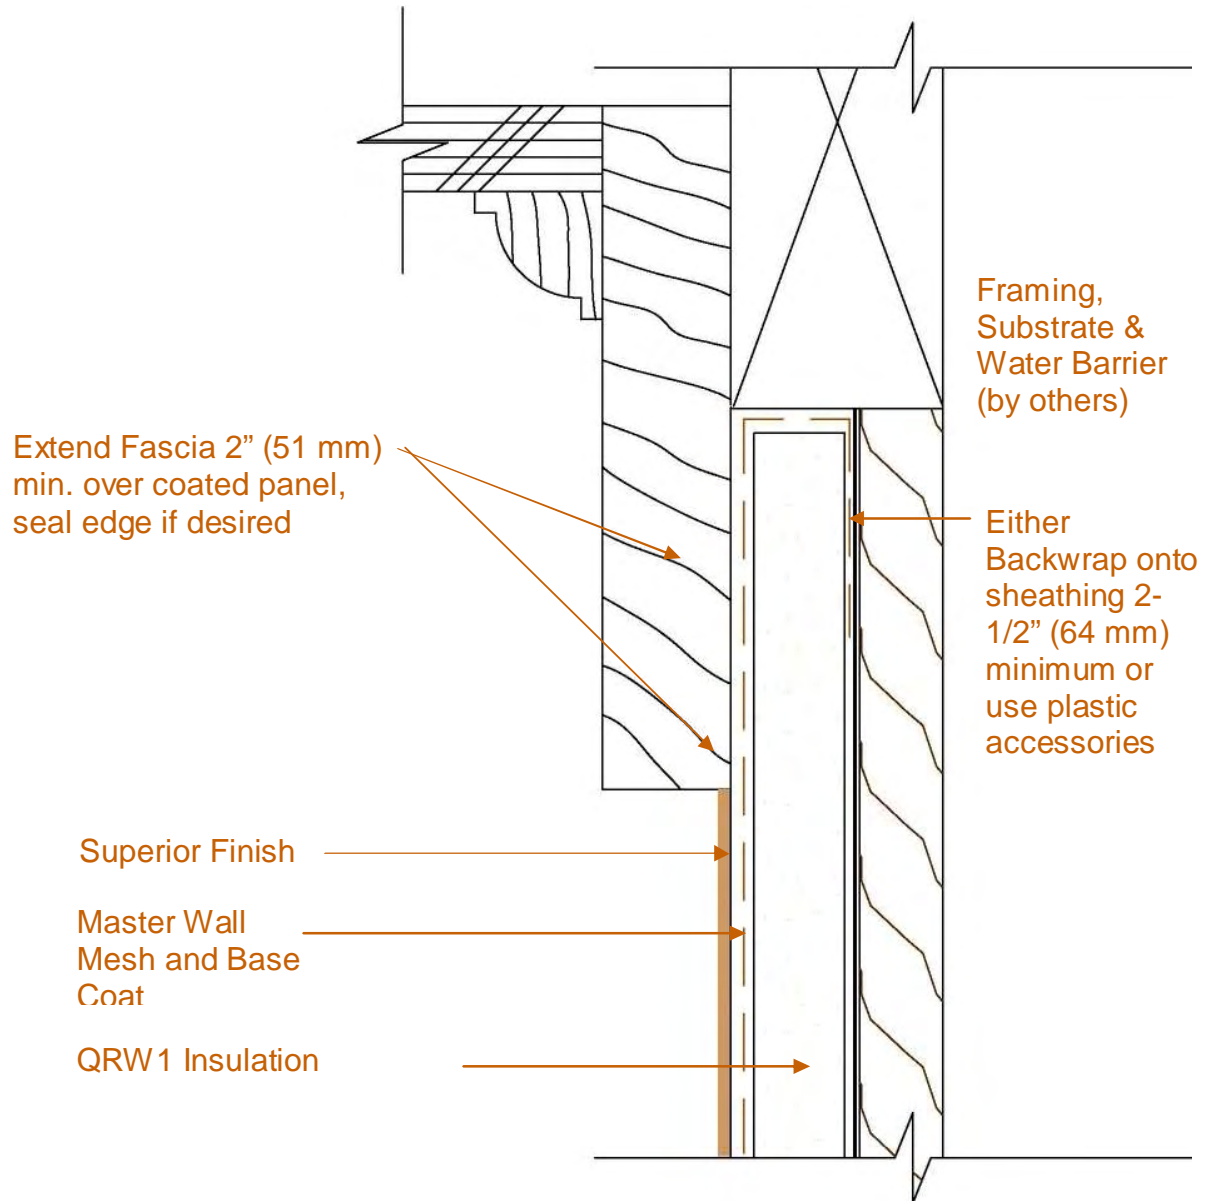 Framing,
Substrate &
Water Barrier
(by others)
Extend Fascia 2” (51 mm)
min. over coated panel,
seal edge if desired
Either
Backwrap onto
sheathing 2-
1/2” (64 mm)
minimum or
use plastic
accessories
Superior Finish
Master Wall
Mesh and Base
Coat
QRW1 Insulation